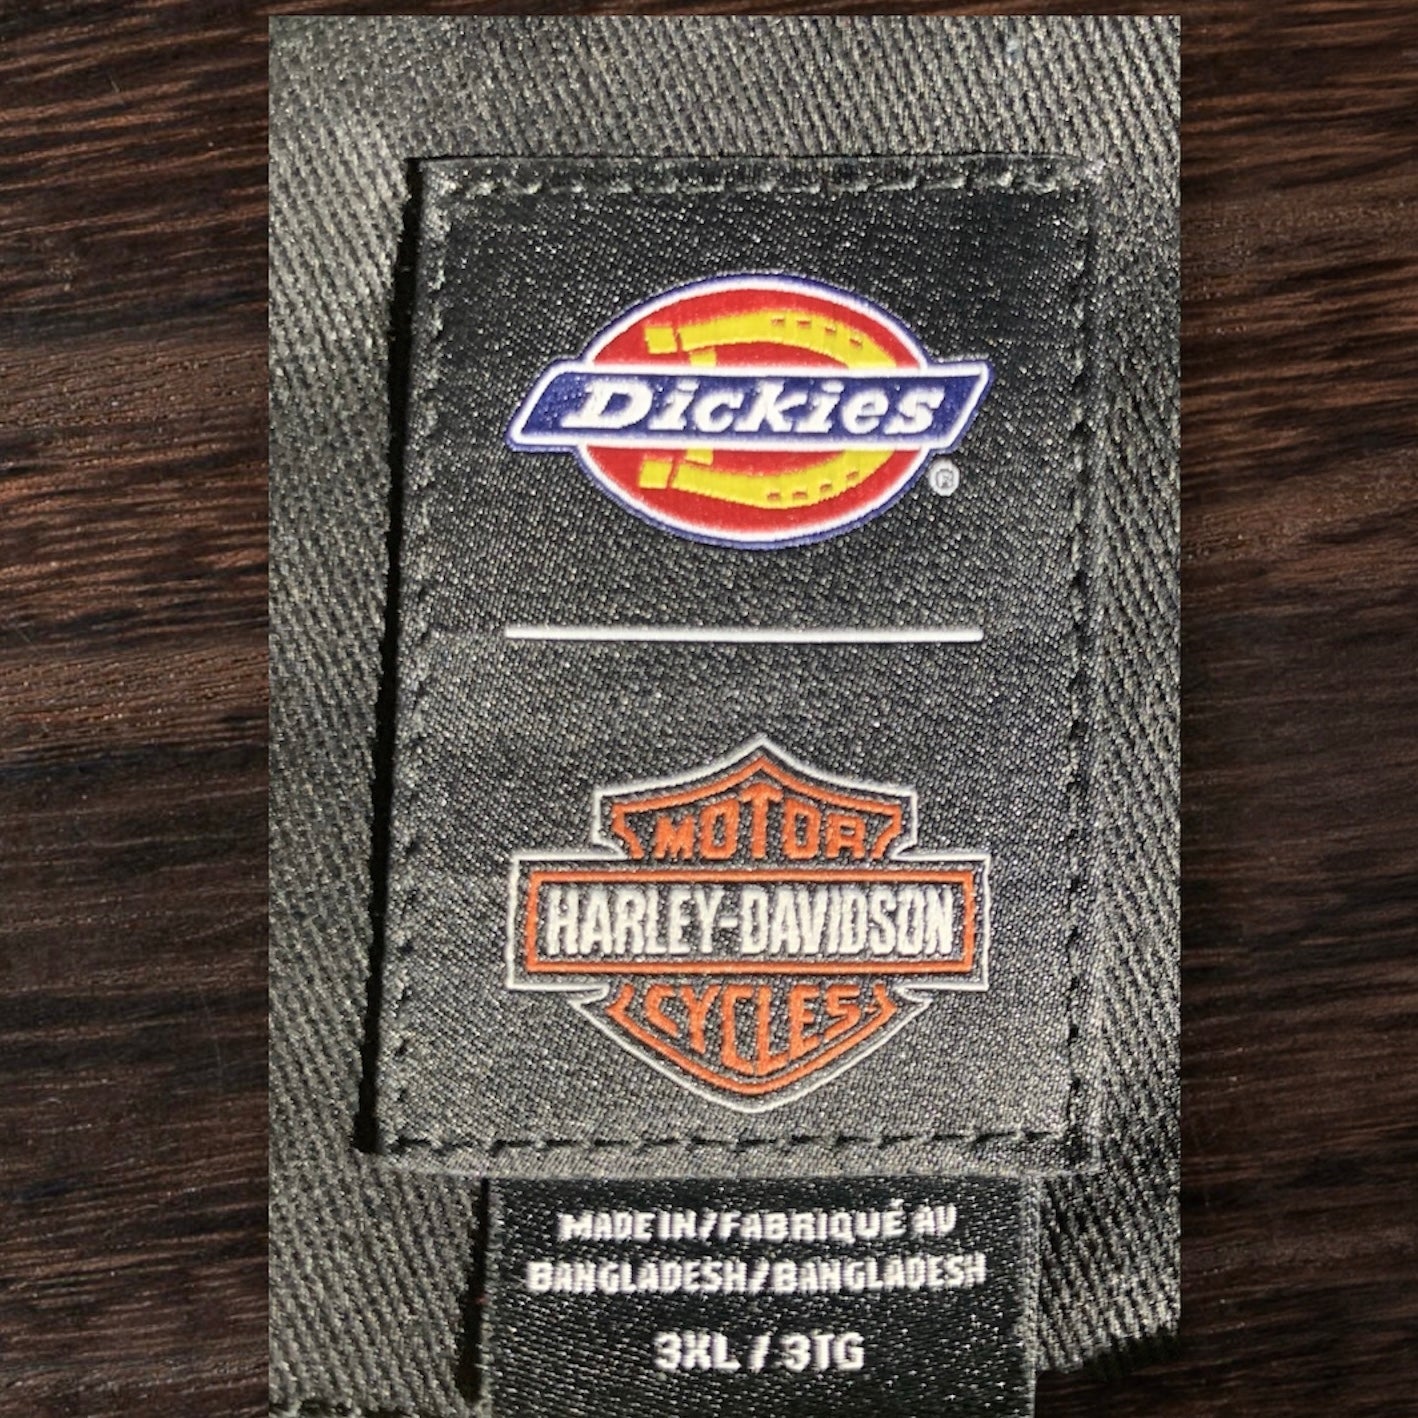 Dickies
®
MOTOR
HARLEY-DAVIDSON
CYCLES
MADE IN/FABRIQUÉ AU
BANGLADESH/BANGLADESH
3XL / 3TG